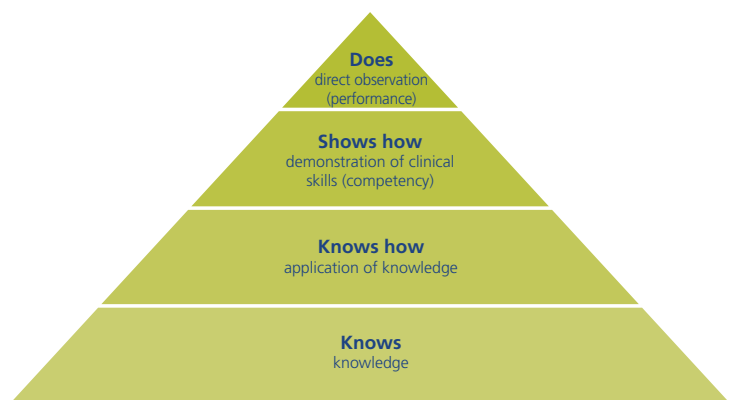 Does
direct observation
(performance)
Shows how
demonstration of clinical
skills (competency)
Knows how
application of knowledge
Knows
knowledge